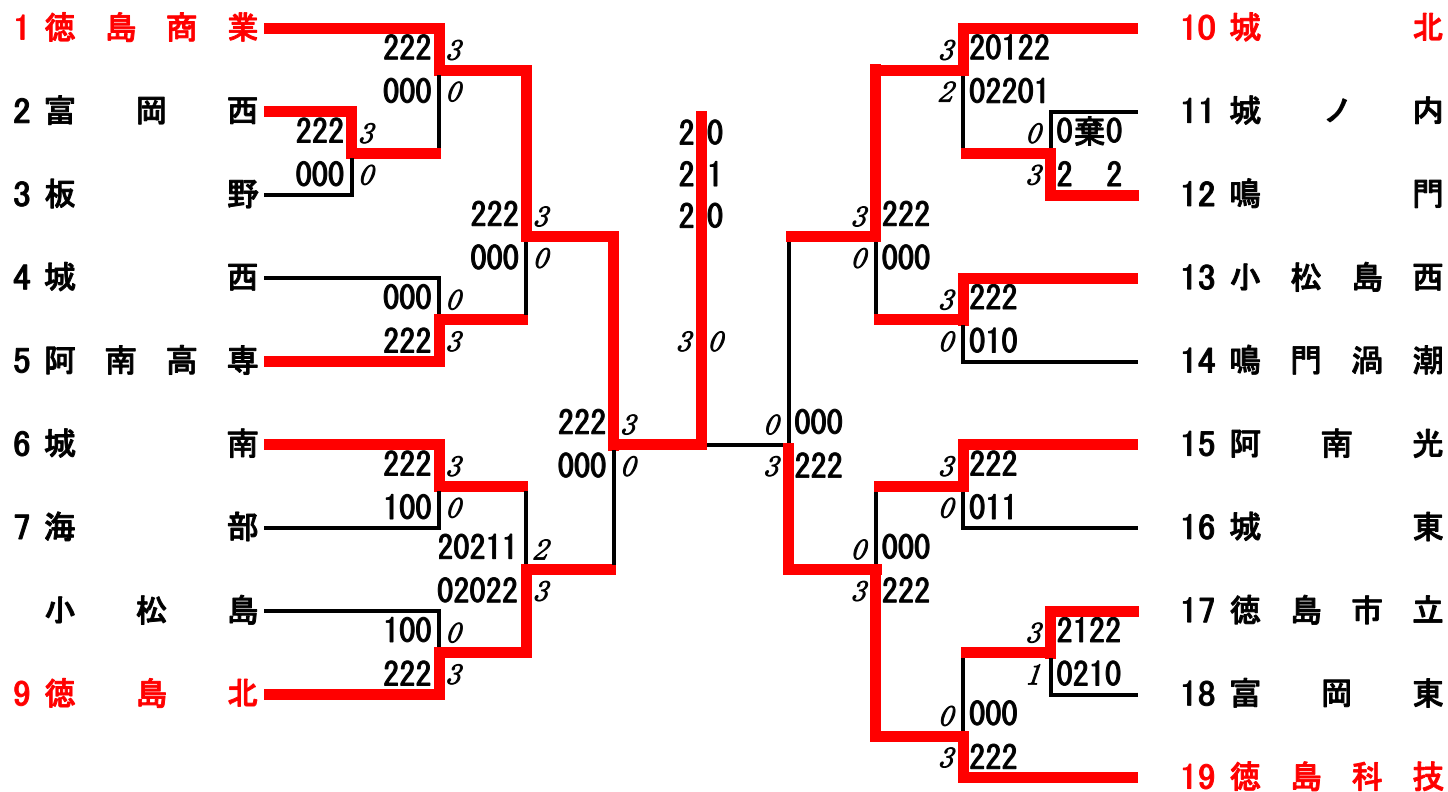 1 徳島商業
222 3
000 0
2 富岡西
222 3
000 0
3 板野
222 3
000 0
4 城西
000 0
222 3
5 阿南高専
222 3
000 0
6 城南
222 3
100 0
7 海部
20211 2
02022 3
小松島
100 0
222 3
9 徳島北
2 0
2 1
2 0
3 0
10 城北
3 20122
2 02201
11 城ノ内
0 0棄0
3 2 2
12 鳴門
3 222
0 000
13 小松島西
3 222
0 010
14 鳴門渦潮
0 000
3 222
15 阿南光
3 222
0 011
16 城東
0 000
3 222
17 徳島市立
3 2122
1 0210
18 富岡東
0 000
3 222
19 徳島科技